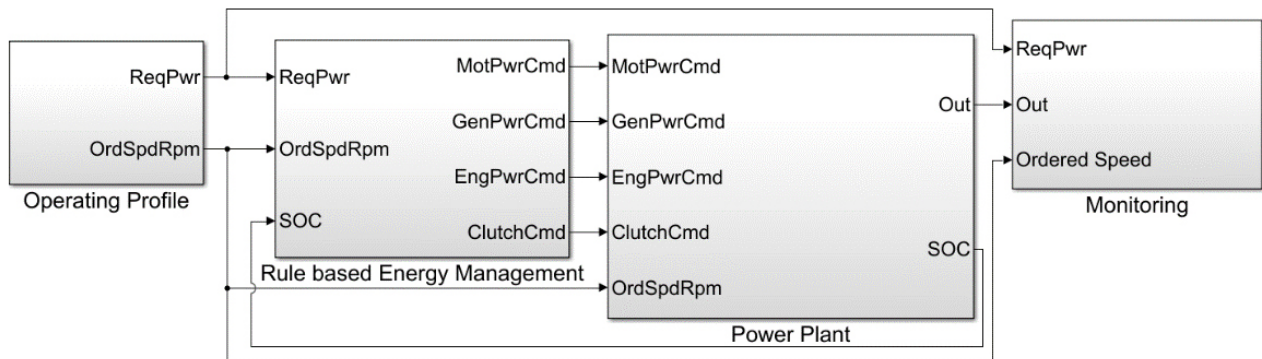 ReqPwr
OrdSpdRpm
Operating Profile
ReqPwr
OrdSpdRpm
SOC
MotPwrCmd
GenPwrCmd
EngPwrCmd
ClutchCmd
Rule based Energy Management
MotPwrCmd
GenPwrCmd
EngPwrCmd
ClutchCmd
OrdSpdRpm
Out
SOC
Power Plant
ReqPwr
Out
Ordered Speed
Monitoring